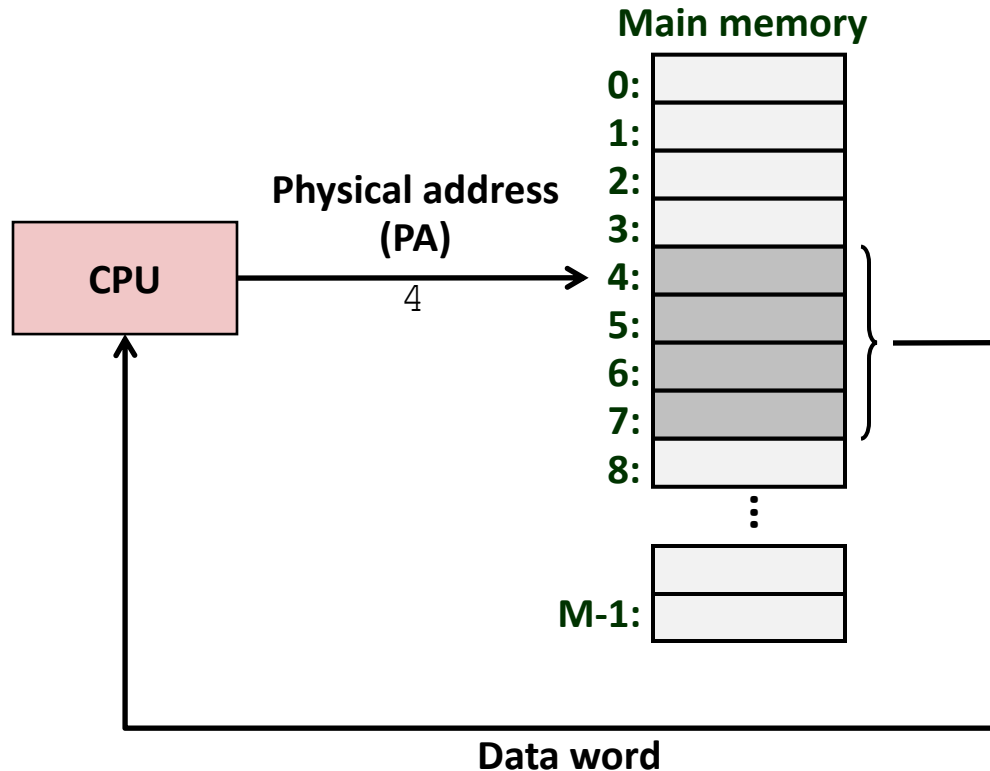 Main memory
0:
1:
2:
Physical address
(PA)
3:
CPU
4
4:
5:
6:
7:
8:
...
M-1:
Data word